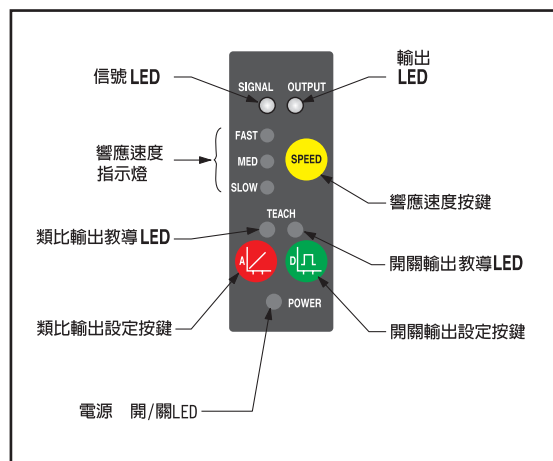 信號 LED
輸出
LED
SIGNAL OUTPUT
FAST
MED
SLOW
SPEED
響應速度
指示燈
響應速度按鍵
TEACH
類比輸出教導LED
開關輸出教導LED
A
D
POWER
類比輸出設定按鍵
開關輸出設定按鍵
電源 開/關LED